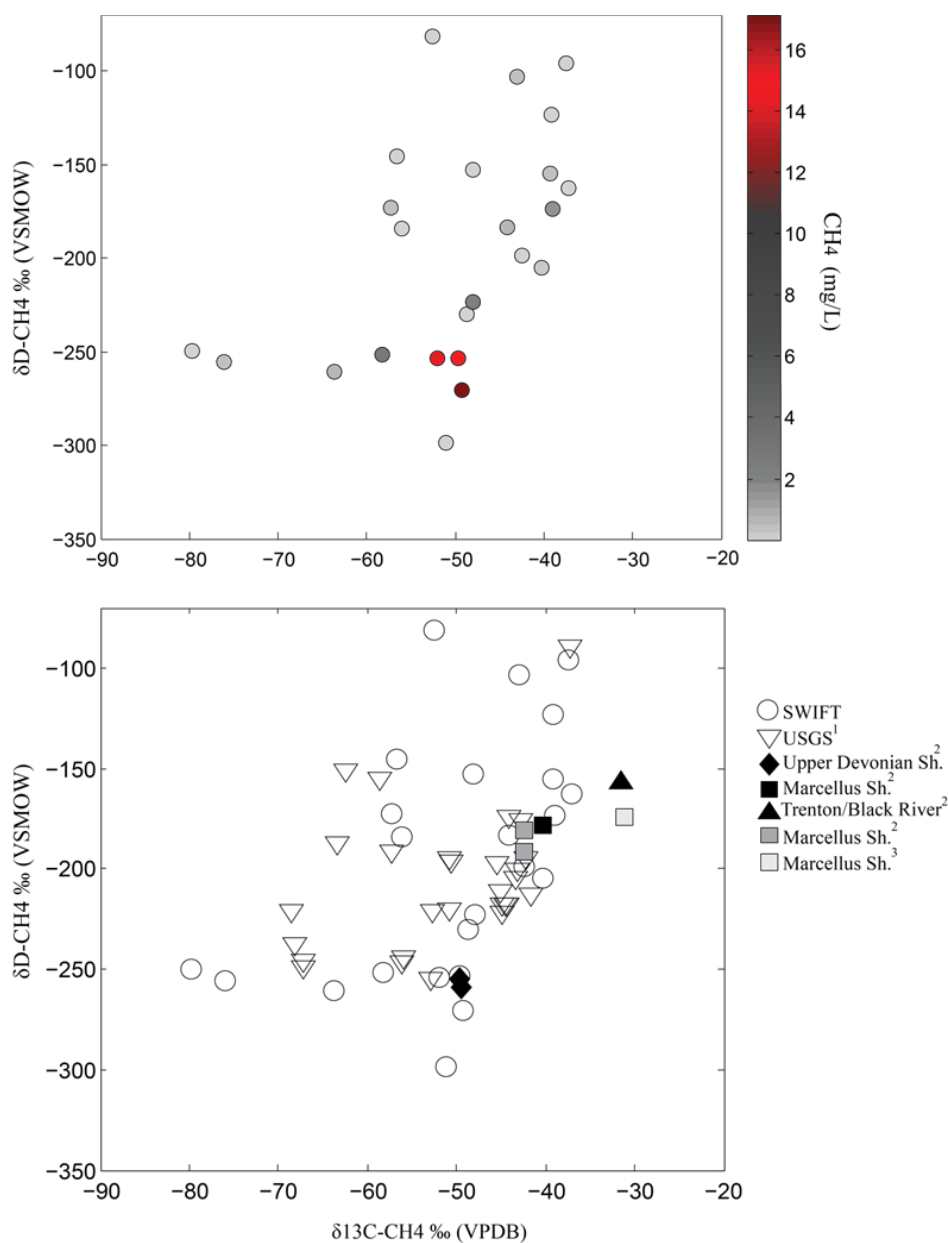 −100
−150
−200
−250
−300
−350
δD-CH4 ‰ (VSMOW)
−90 −80 −70 −60 −50 −40 −30 −20
16
14
12
10
8
6
4
2
CH4 (mg/L)
−100
−150
−200
−250
−300
−350
δD-CH4 ‰ (VSMOW)
−90 −80 −70 −60 −50 −40 −30 −20
δ13C-CH4 ‰ (VPDB)
SWIFT
USGS¹
Upper Devonian Sh.²
Marcellus Sh.²
Trenton/Black River²
Marcellus Sh.²
Marcellus Sh.³